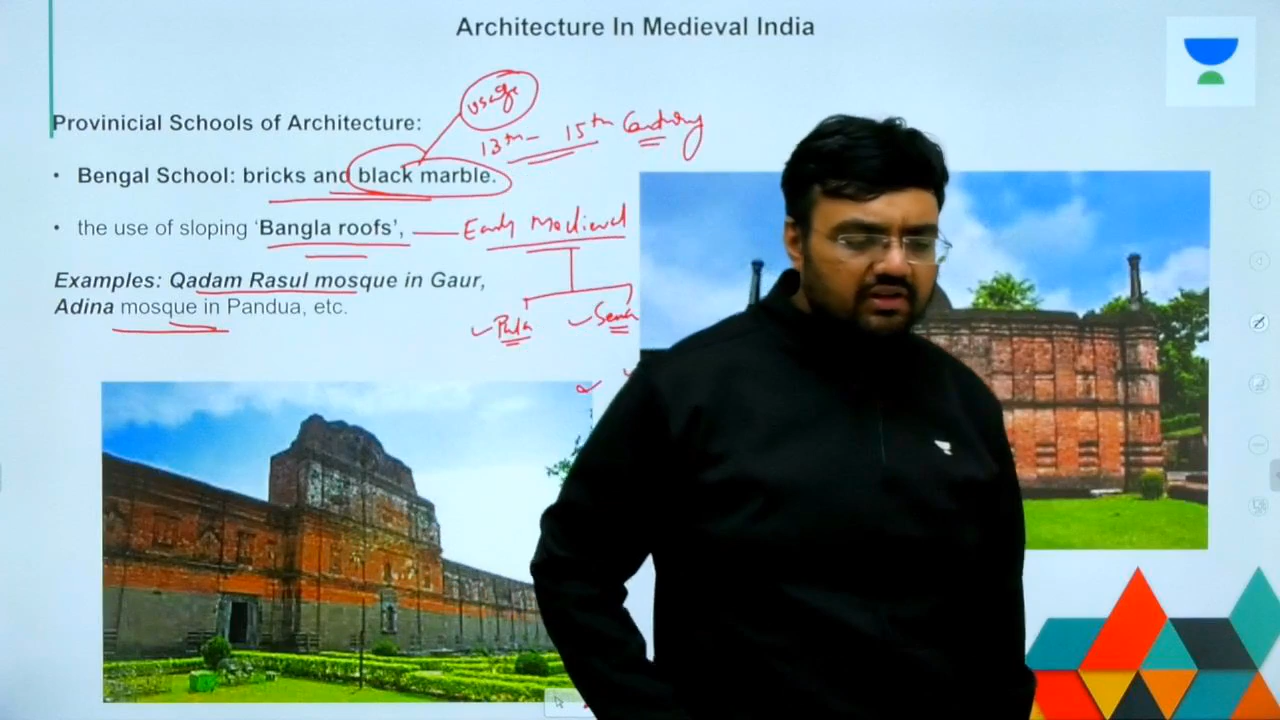 Architecture In Medieval India
Provinicial Schools of Architecture:
usage
13th - 15th Century
• Bengal School: bricks and black marble.
• the use of sloping ‘Bangla roofs’,
Early Medieval
Examples: Qadam Rasul mosque in Gaur,
Adina mosque in Pandua, etc.
Pala
Sena